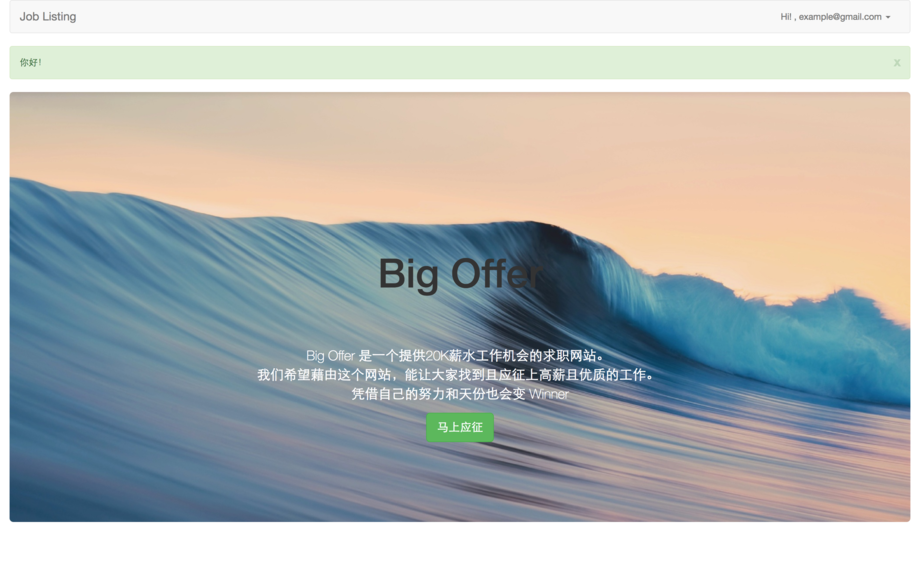 Job Listing
Hi! , example@gmail.com
你好！
x
Big Offer
Big Offer 是一个提供20K薪水工作机会的求职网站。
我们希望藉由这个网站，能让大家找到且应征上高薪且优质的工作。
凭借自己的努力和天份也会变 Winner
马上应征